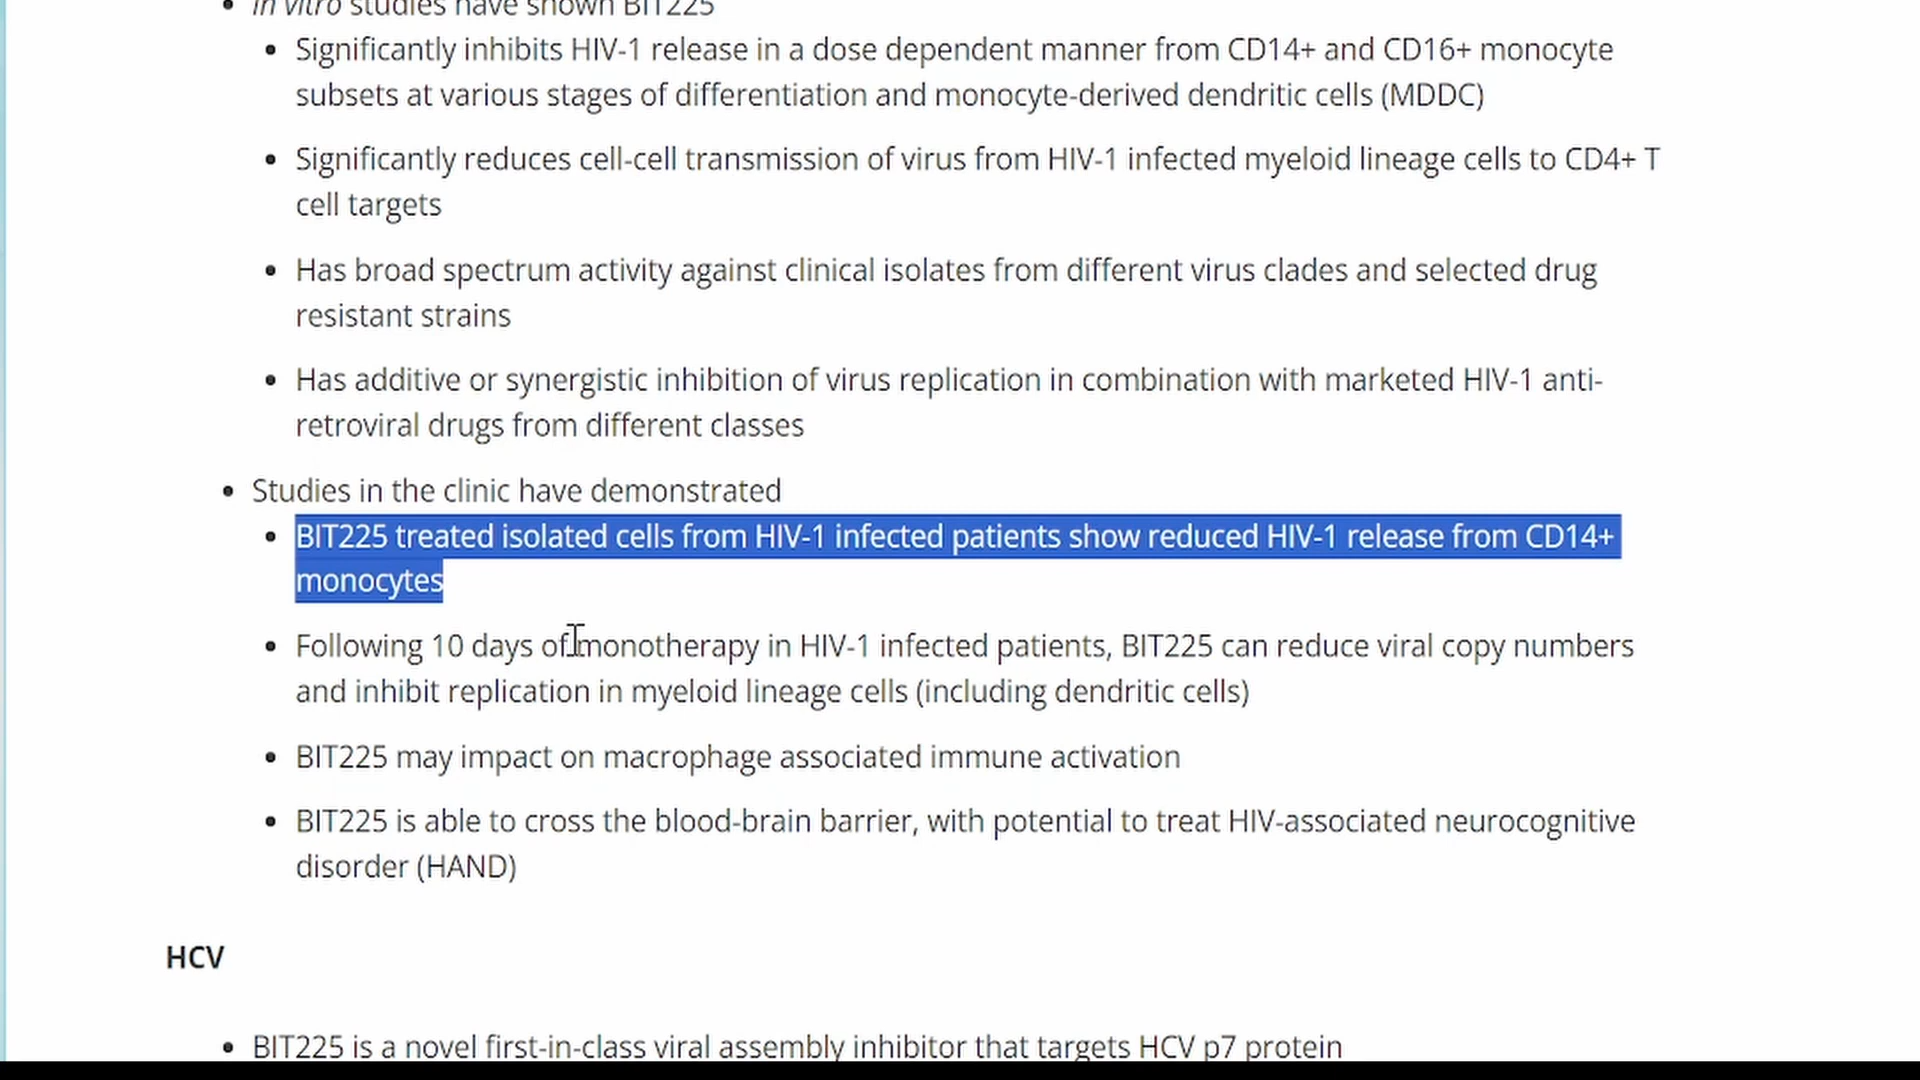 In vitro studies have shown BIT225
Significantly inhibits HIV-1 release in a dose dependent manner from CD14+ and CD16+ monocyte
subsets at various stages of differentiation and monocyte-derived dendritic cells (MDDC)
Significantly reduces cell-cell transmission of virus from HIV-1 infected myeloid lineage cells to CD4+ T
cell targets
Has broad spectrum activity against clinical isolates from different virus clades and selected drug
resistant strains
Has additive or synergistic inhibition of virus replication in combination with marketed HIV-1 anti-
retroviral drugs from different classes
Studies in the clinic have demonstrated
BIT225 treated isolated cells from HIV-1 infected patients show reduced HIV-1 release from CD14+
monocytes
Following 10 days of monotherapy in HIV-1 infected patients, BIT225 can reduce viral copy numbers
and inhibit replication in myeloid lineage cells (including dendritic cells)
BIT225 may impact on macrophage associated immune activation
BIT225 is able to cross the blood-brain barrier, with potential to treat HIV-associated neurocognitive
disorder (HAND)
HCV
BIT225 is a novel first-in-class viral assembly inhibitor that targets HCV p7 protein